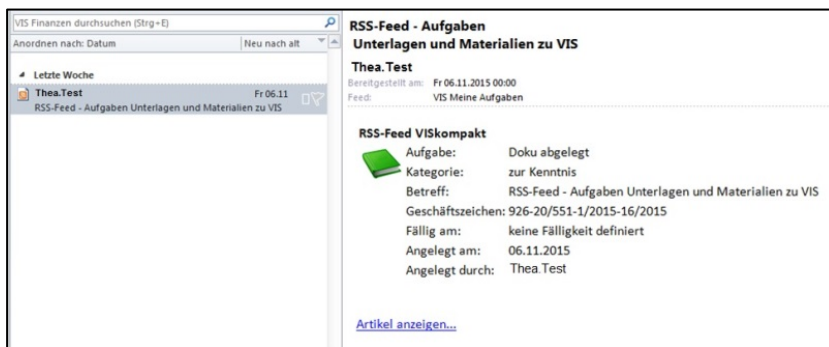 VIS Finanzen durchsuchen (Strg+E)
Anordnen nach: Datum Neu nach alt
Letzte Woche
Thea.Test Fr 06.11
RSS-Feed - Aufgaben Unterlagen und Materialien zu VIS
RSS-Feed - Aufgaben
Unterlagen und Materialien zu VIS
Thea.Test
Bereitgestellt am: Fr 06.11.2015 00:00
Feed: VIS Meine Aufgaben
RSS-Feed VISkompakt
Aufgabe: Doku abgelegt
Kategorie: zur Kenntnis
Betreff: RSS-Feed - Aufgaben Unterlagen und Materialien zu VIS
Geschäftszeichen: 926-20/551-1/2015-16/2015
Fällig am: keine Fälligkeit definiert
Angelegt am: 06.11.2015
Angelegt durch: Thea.Test
Artikel anzeigen...